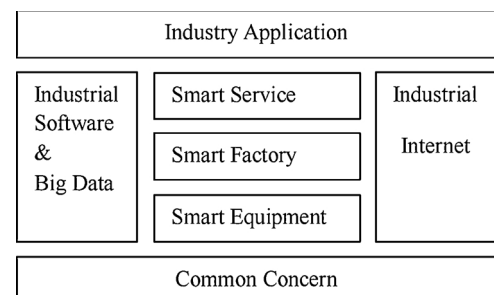 Industry Application
Industrial
Software
&
Big Data
Smart Service
Smart Factory
Smart Equipment
Industrial
Internet
Common Concern